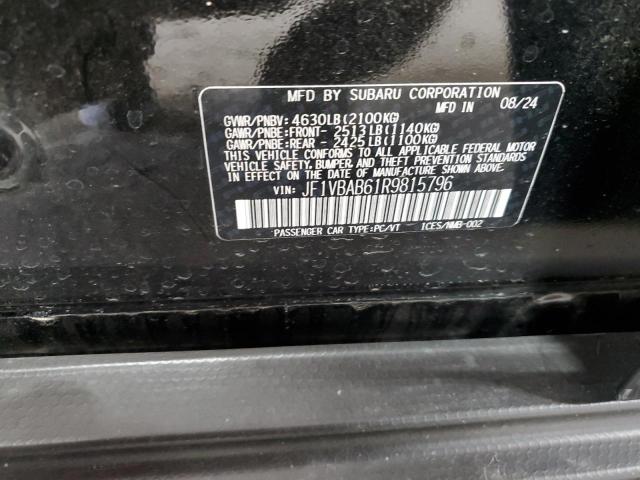 MFD BY SUBARU CORPORATION
MFD IN 08/24
GVWR/PNBV: 4630LB(2100KG)
GAWR/PNBE:FRONT- 2513LB(1140KG)
GAWR/PNBE:REAR - 2425LB(1100KG)
THIS VEHICLE CONFORMS TO ALL APPLICABLE FEDERAL MOTOR
VEHICLE SAFETY, BUMPER, AND THEFT PREVENTION STANDARDS
IN EFFECT ON THE DATE OF MANUFACTURE SHOWN ABOVE.
VIN: JF1VBAB61R9815796
PASSENGER CAR TYPE:PC/VT ICES/NMB-002